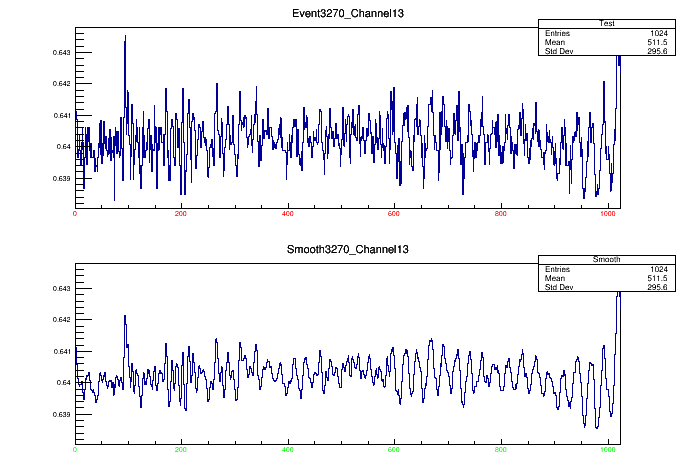 Event3270_Channel13
Test
Entries 1024
Mean 511.5
Std Dev 295.6
0.643
0.642
0.641
0.64
0.639
0 200 400 600 800 1000
Smooth3270_Channel13
Smooth
Entries 1024
Mean 511.5
Std Dev 295.6
0.643
0.642
0.641
0.64
0.639
0 200 400 600 800 1000